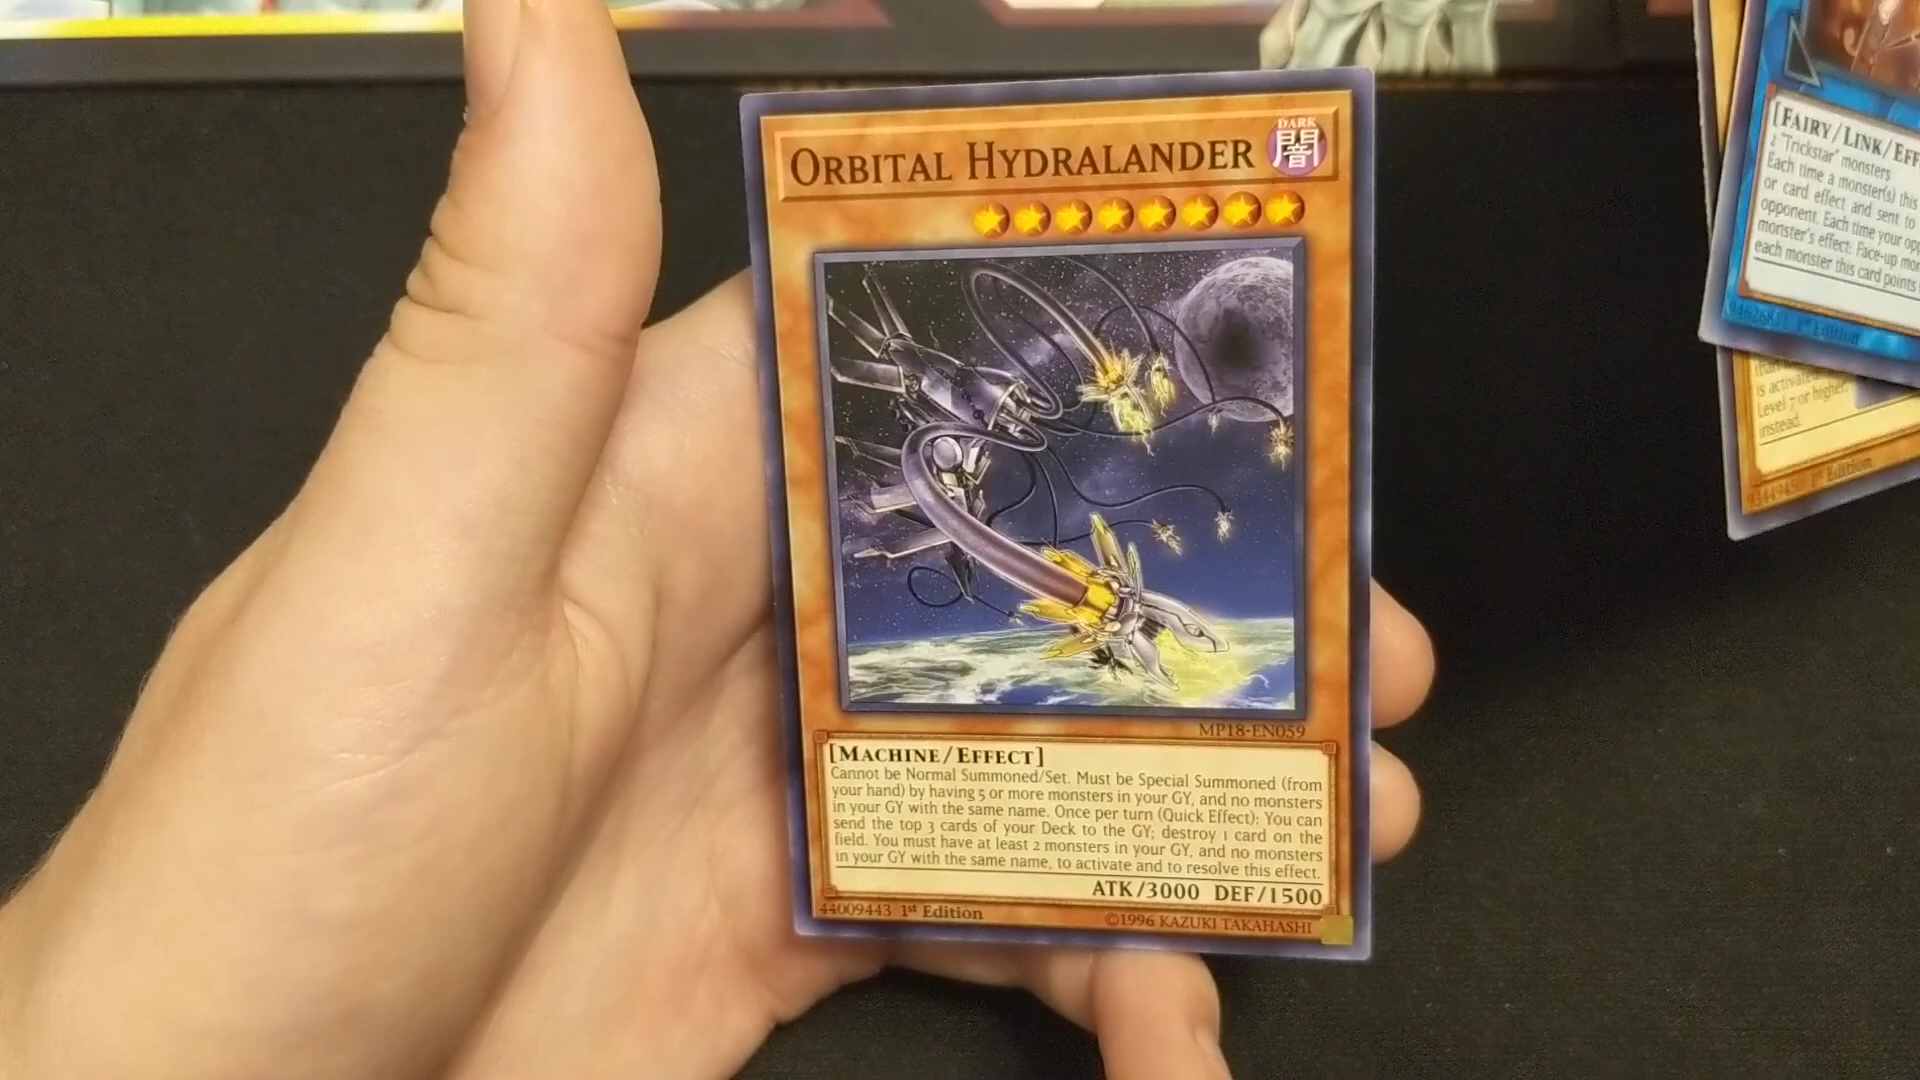 ORBITAL HYDRALANDER
DARK
闇
MP18-EN059
[MACHINE/EFFECT]
Cannot be Normal Summoned/Set. Must be Special Summoned (from
your hand) by having 5 or more monsters in your GY, and no monsters
in your GY with the same name. Once per turn (Quick Effect): You can
send the top 3 cards of your Deck to the GY; destroy 1 card on the
field. You must have at least 2 monsters in your GY, and no monsters
in your GY with the same name, to activate and to resolve this effect.
ATK/3000 DEF/1500
44009443 1st Edition
©1996 KAZUKI TAKAHASHI
[FAIRY/LINK/EFF
2 "Trickstar" monsters
Each time a monster(s) this
or card effect and sent to
opponent. Each time your opp
monster's effect: Face-up mo
each monster this card points
1st Edition
is activate
Level 7 or higher,
instead.
1st Edition